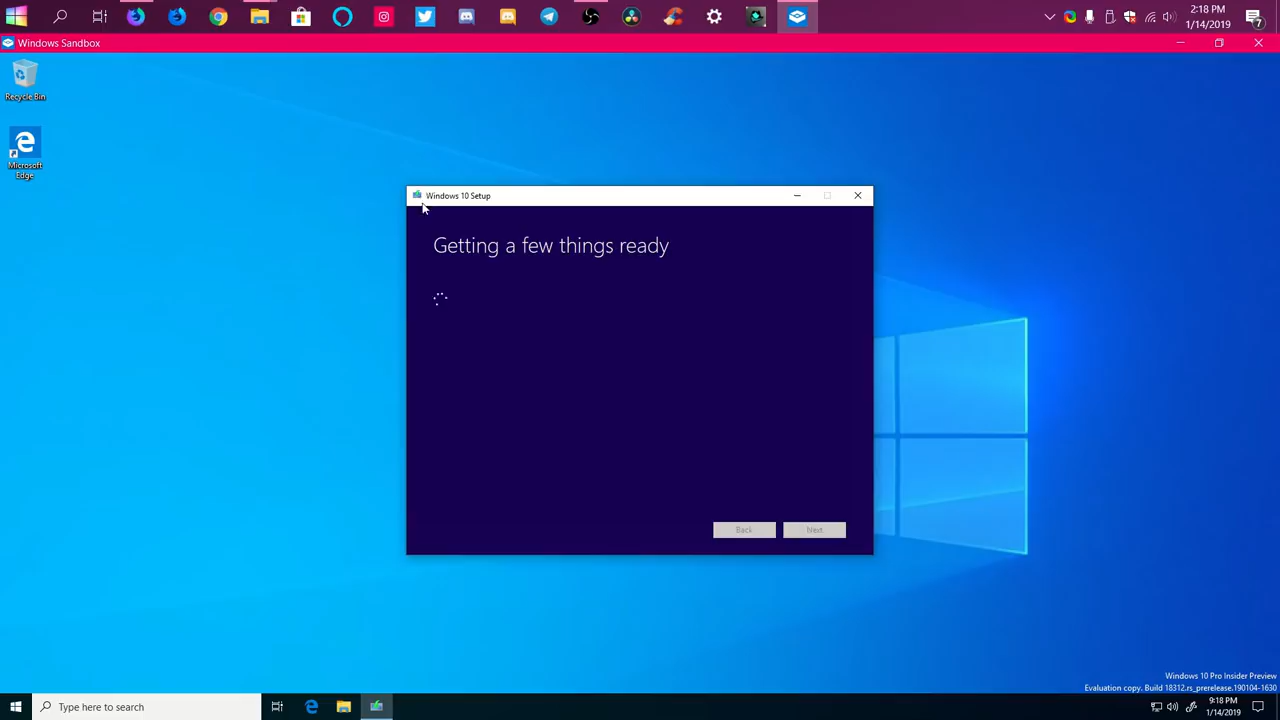 2:18 PM
1/14/2019
7
Windows Sandbox
Recycle Bin
Microsoft
Edge
Windows 10 Setup
Getting a few things ready
Back
Next
Windows 10 Pro Insider Preview
Evaluation copy. Build 18312.rs_prerelease.190104-1630
Type here to search
9:18 PM
1/14/2019